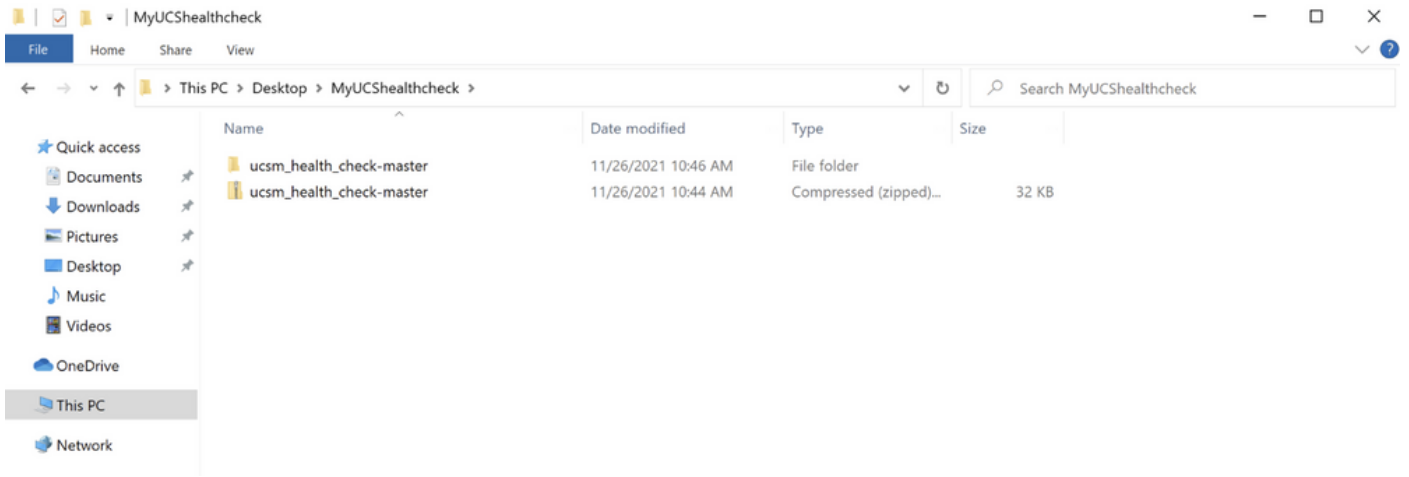 MyUCShealthcheck
File Home Share View
This PC > Desktop > MyUCShealthcheck >
Search MyUCShealthcheck
Name Date modified Type Size
Quick access
Documents
Downloads
Pictures
Desktop
Music
Videos
OneDrive
This PC
Network
ucsm_health_check-master 11/26/2021 10:46 AM File folder
ucsm_health_check-master 11/26/2021 10:44 AM Compressed (zipped)... 32 KB